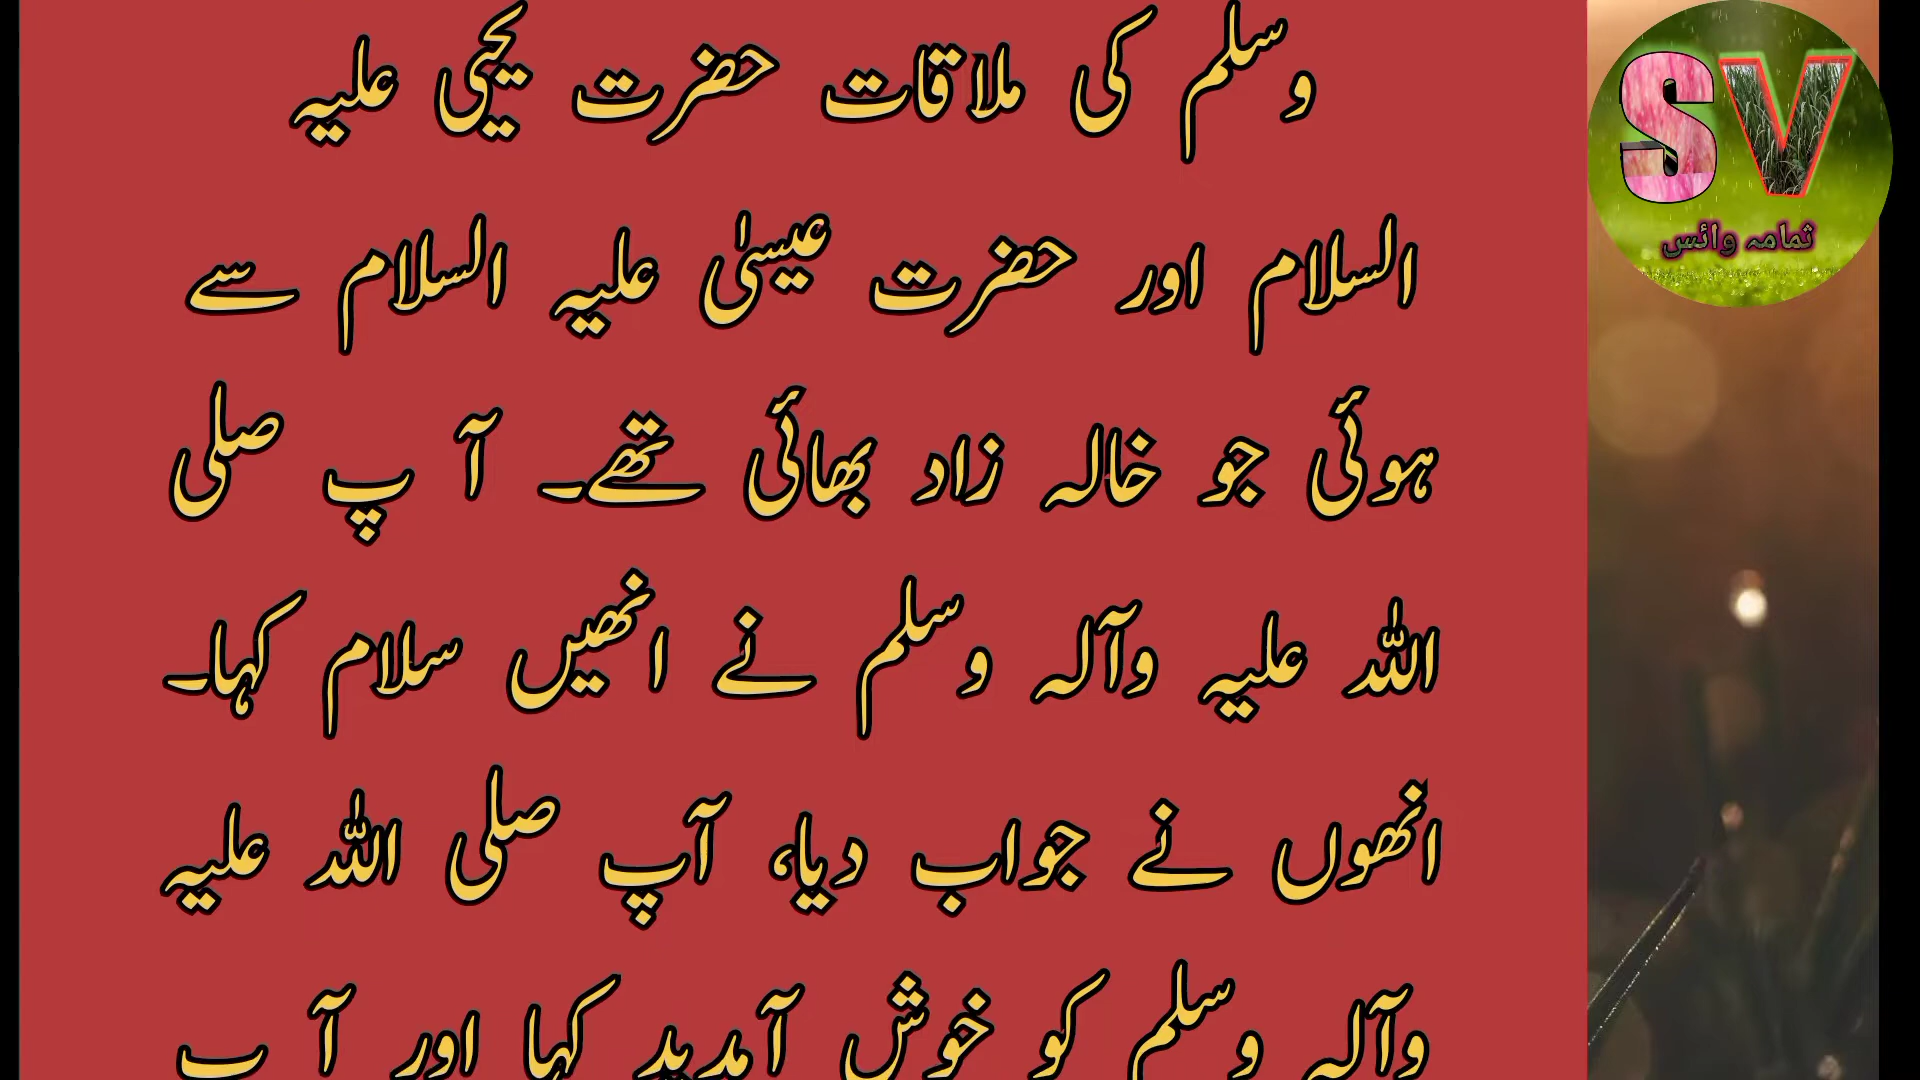 وسلم کی ملاقات حضرت یحییٰ علیہ
السلام اور حضرت عیسیٰ علیہ السلام سے
ہوئی جو خالہ زاد بھائی تھے۔ آ پ صلی
اللہ علیہ وآلہ وسلم نے انھیں سلام کہا۔
انھوں نے جواب دیا، آپ صلی اللہ علیہ
وآلہ وسلم کو خوش آمدید کہا اور آ پ
SV
ثمامہ وائس